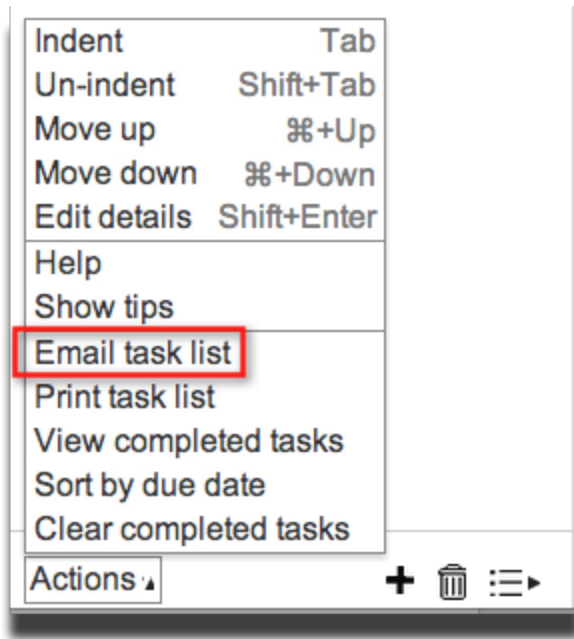 Indent Tab
Un-indent Shift+Tab
Move up ⌘+Up
Move down ⌘+Down
Edit details Shift+Enter
Help
Show tips
Email task list
Print task list
View completed tasks
Sort by due date
Clear completed tasks
Actions